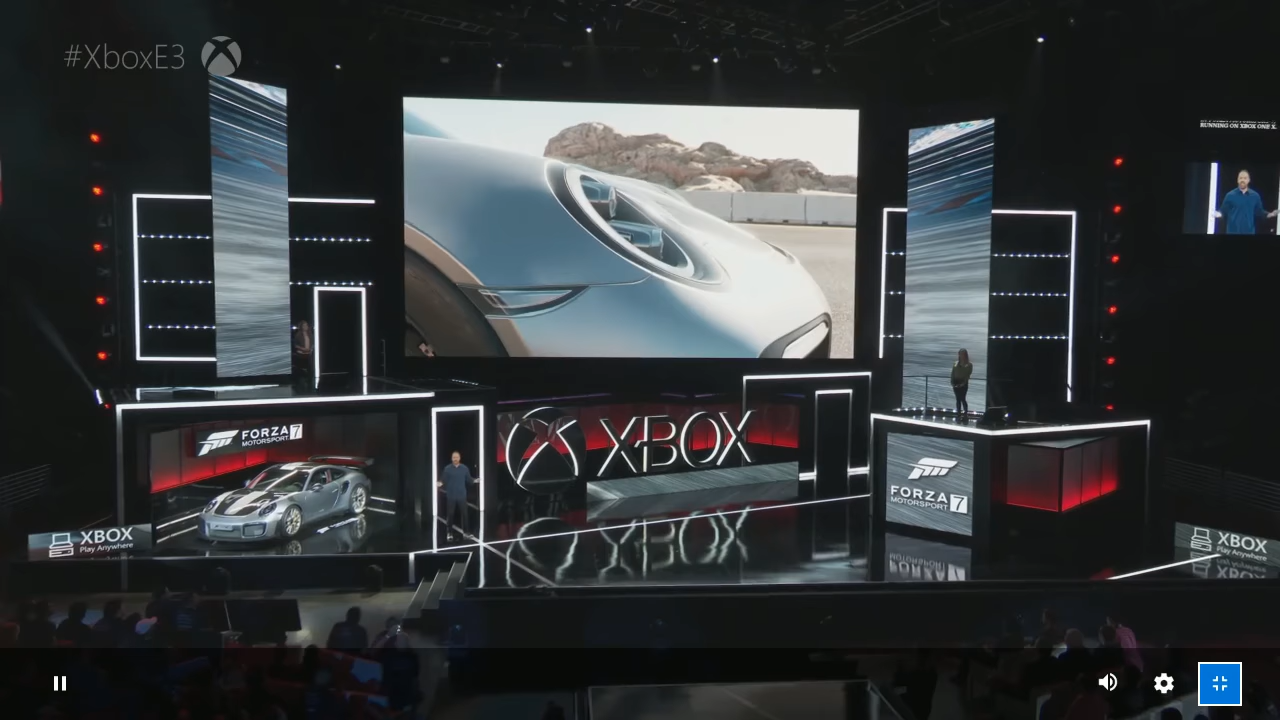 #XboxE3
RUNNING ON XBOX ONE X.
FORZA
MOTORSPORT 7
XBOX
XBOX
Play Anywhere
FORZA
MOTORSPORT 7
XBOX
Play Anywhere